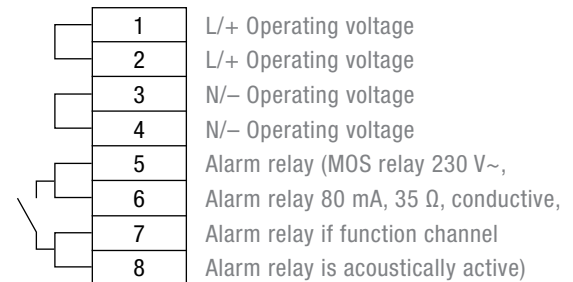 1 L/+ Operating voltage
2 L/+ Operating voltage
3 N/– Operating voltage
4 N/– Operating voltage
5 Alarm relay (MOS relay 230 V~,
6 Alarm relay 80 mA, 35 Ω, conductive,
7 Alarm relay if function channel
8 Alarm relay is acoustically active)